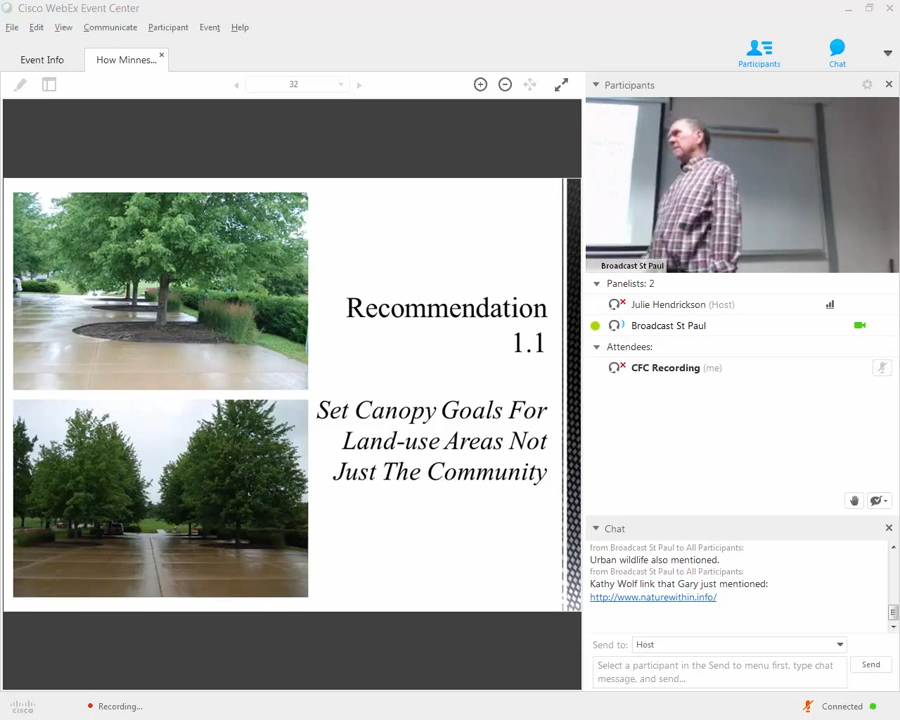 Cisco WebEx Event Center
File Edit View Communicate Participant Event Help
Event Info
How Minnes...
Participants
Chat
32
Participants
Broadcast St Paul
Panelists: 2
Julie Hendrickson (Host)
Broadcast St Paul
Attendees:
CFC Recording (me)
Recommendation
1.1
Set Canopy Goals For
Land-use Areas Not
Just The Community
Chat
from Broadcast St Paul to All Participants:
Urban wildlife also mentioned.
from Broadcast St Paul to All Participants:
Kathy Wolf link that Gary just mentioned:
http://www.naturewithin.info/
Send to: Host
Select a participant in the Send to menu first, type chat
message, and send...
Send
cisco
Recording...
Connected